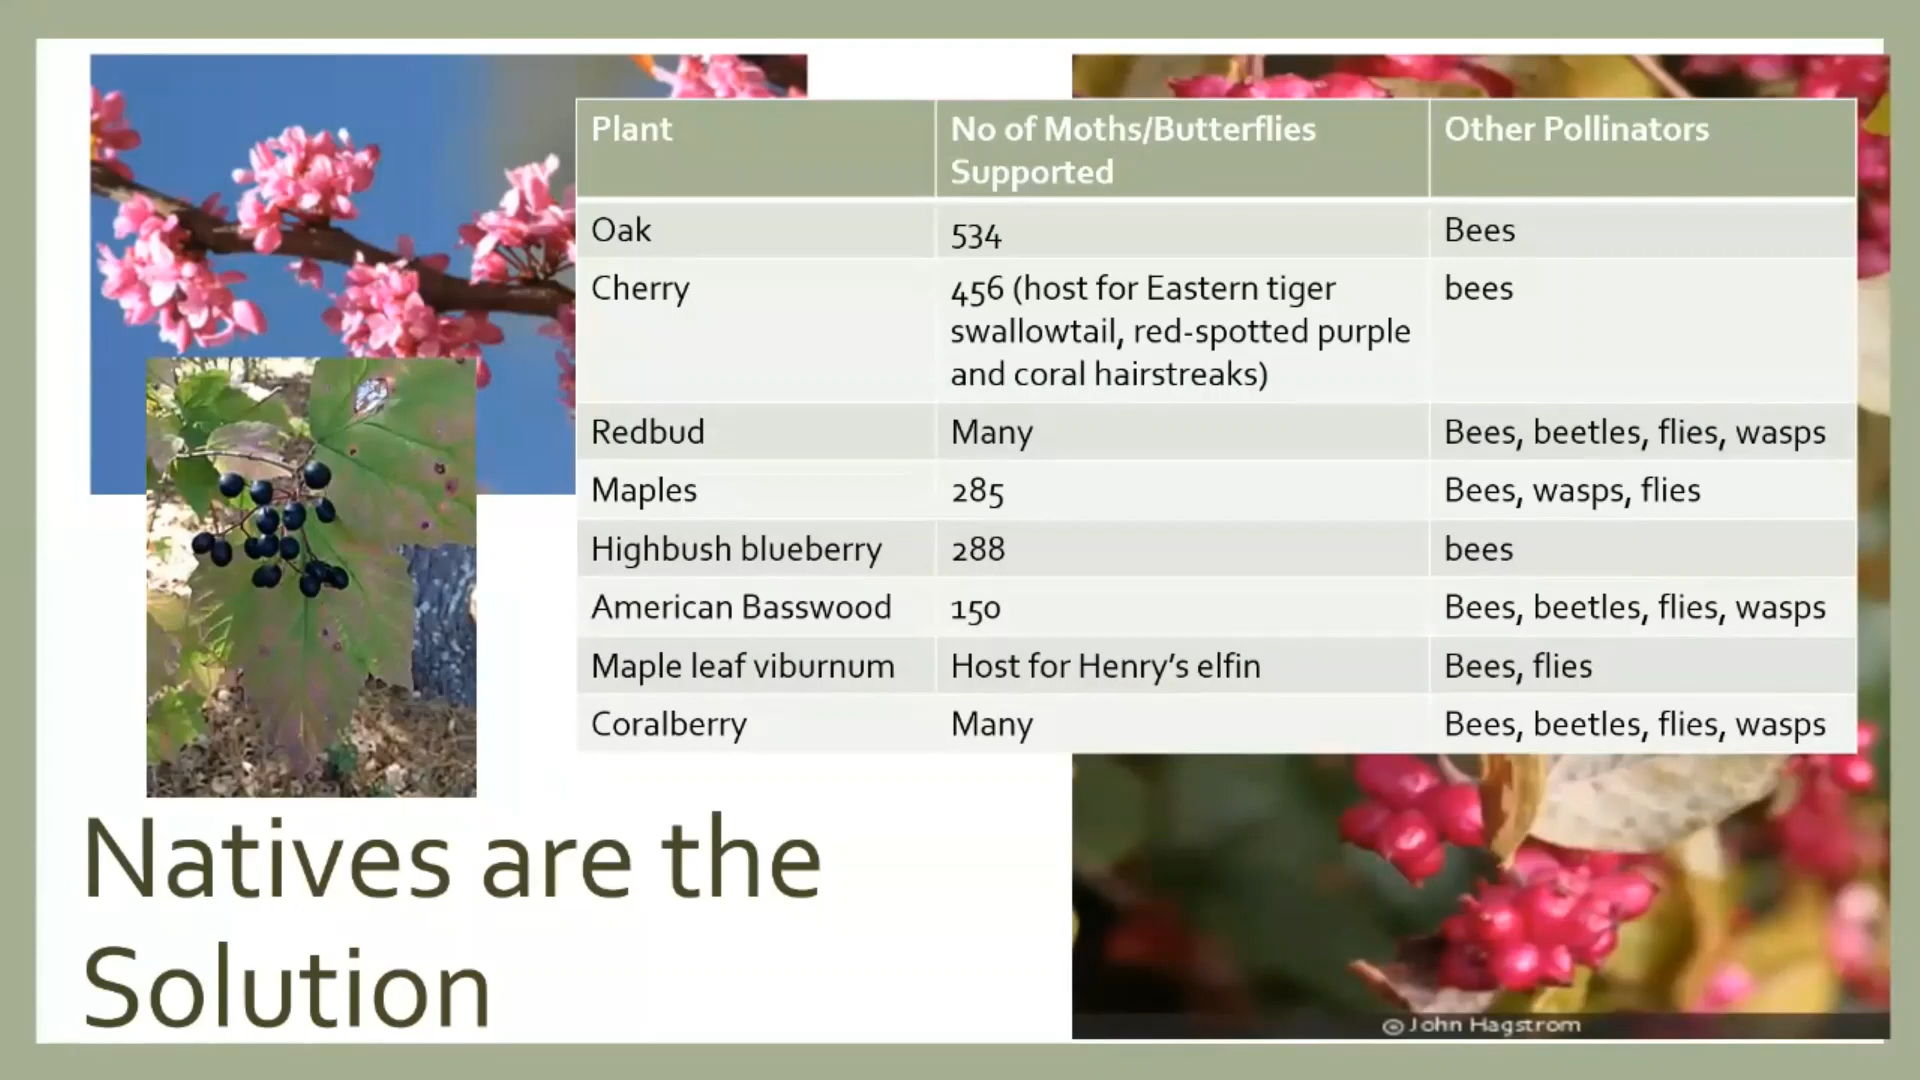 Plant No of Moths/Butterflies Other Pollinators
Supported
Oak 534 Bees
Cherry 456 (host for Eastern tiger bees
swallowtail, red-spotted purple
and coral hairstreaks)
Redbud Many Bees, beetles, flies, wasps
Maples 285 Bees, wasps, flies
Highbush blueberry 288 bees
American Basswood 150 Bees, beetles, flies, wasps
Maple leaf viburnum Host for Henry's elfin Bees, flies
Coralberry Many Bees, beetles, flies, wasps
Natives are the
Solution
© John Hagstrom